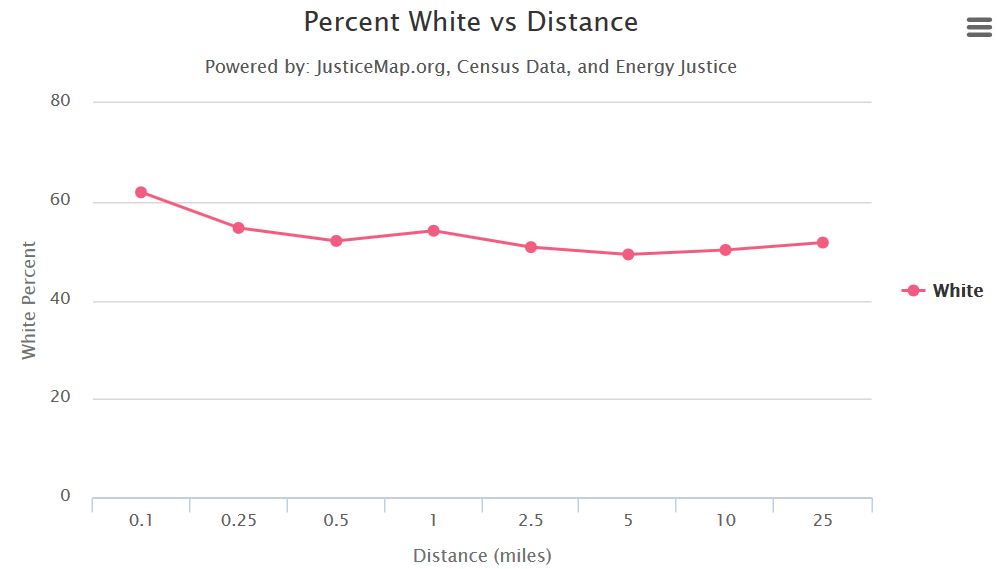 Percent White vs Distance
Powered by: JusticeMap.org, Census Data, and Energy Justice
80
60
40
20
0
White Percent
0.1 0.25 0.5 1 2.5 5 10 25
Distance (miles)
White